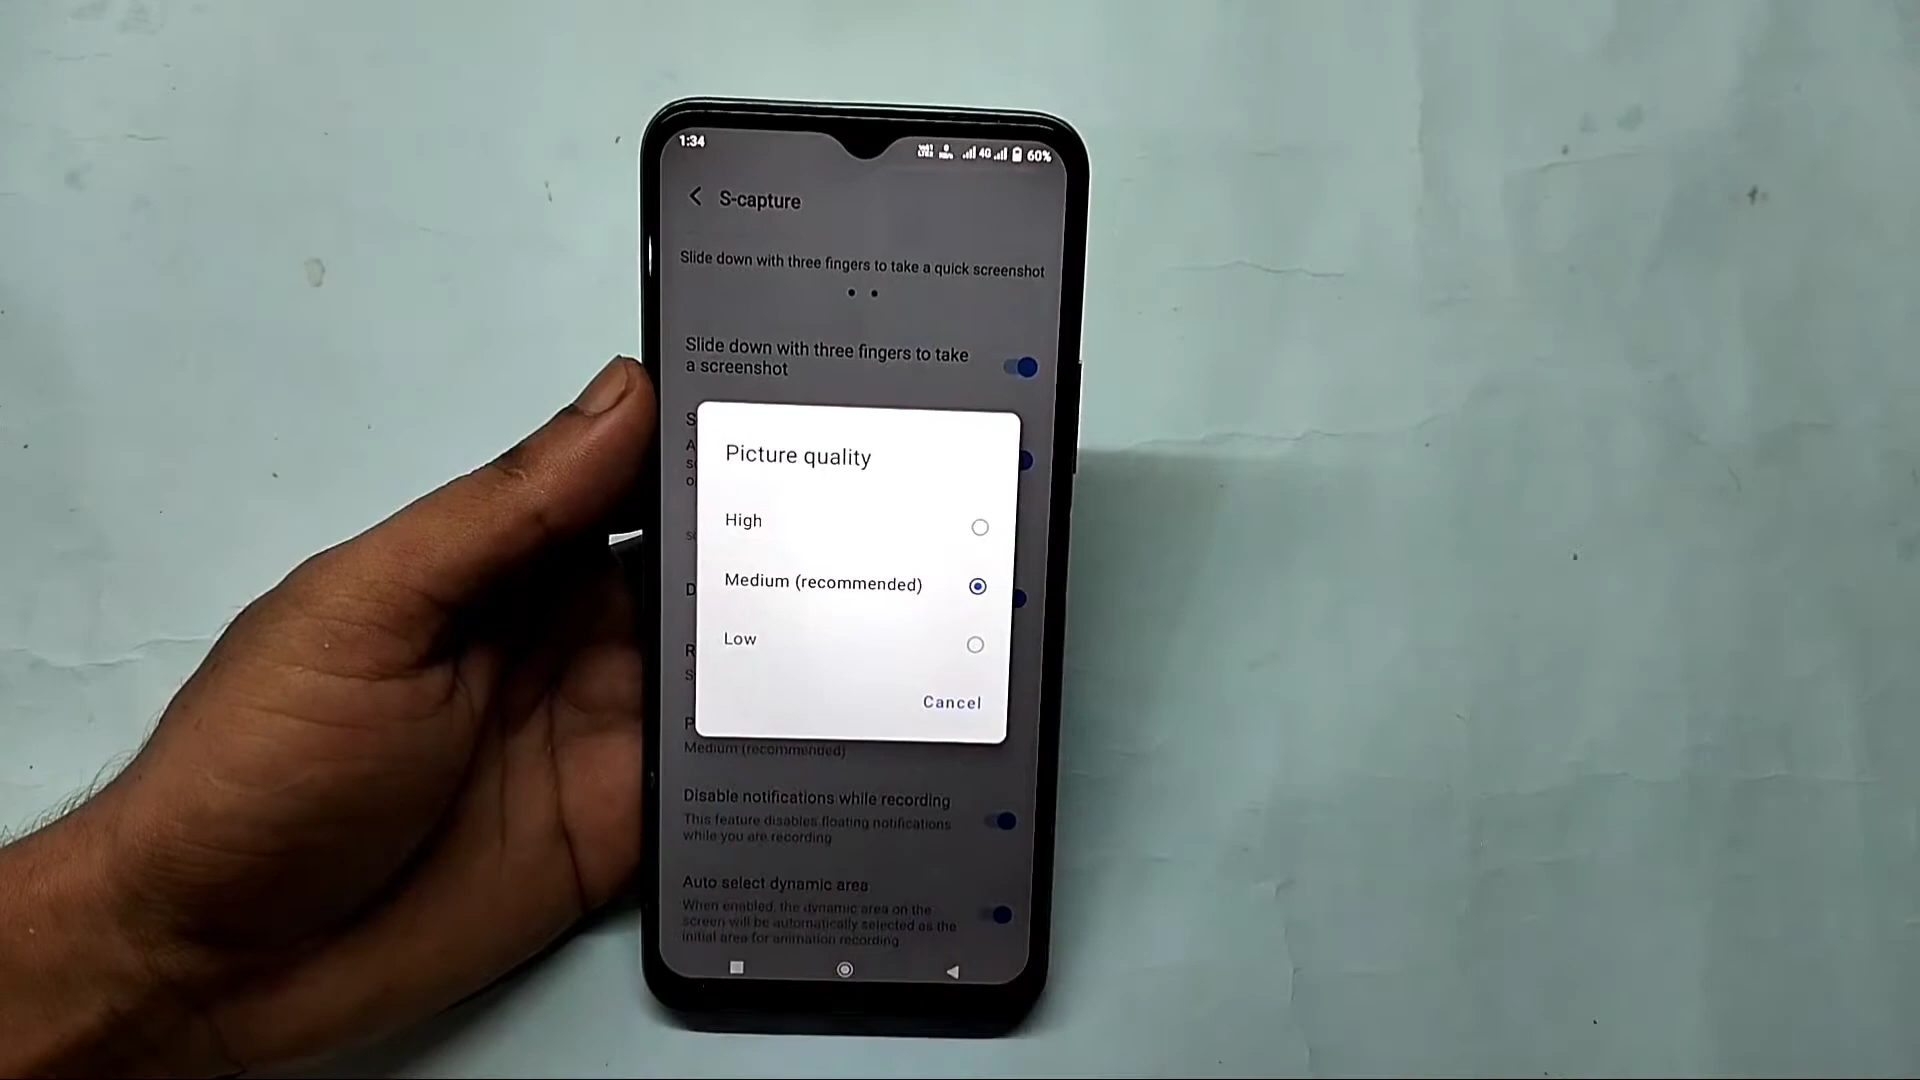 1:34
4G 60%
S-capture
Slide down with three fingers to take a quick screenshot
Slide down with three fingers to take
a screenshot
Picture quality
High
Medium (recommended)
Low
Cancel
Medium (recommended)
Disable notifications while recording
This feature disables floating notifications
while you are recording
Auto select dynamic area
When enabled, the dynamic area on the
screen will be automatically selected as the
initial area for animation recording